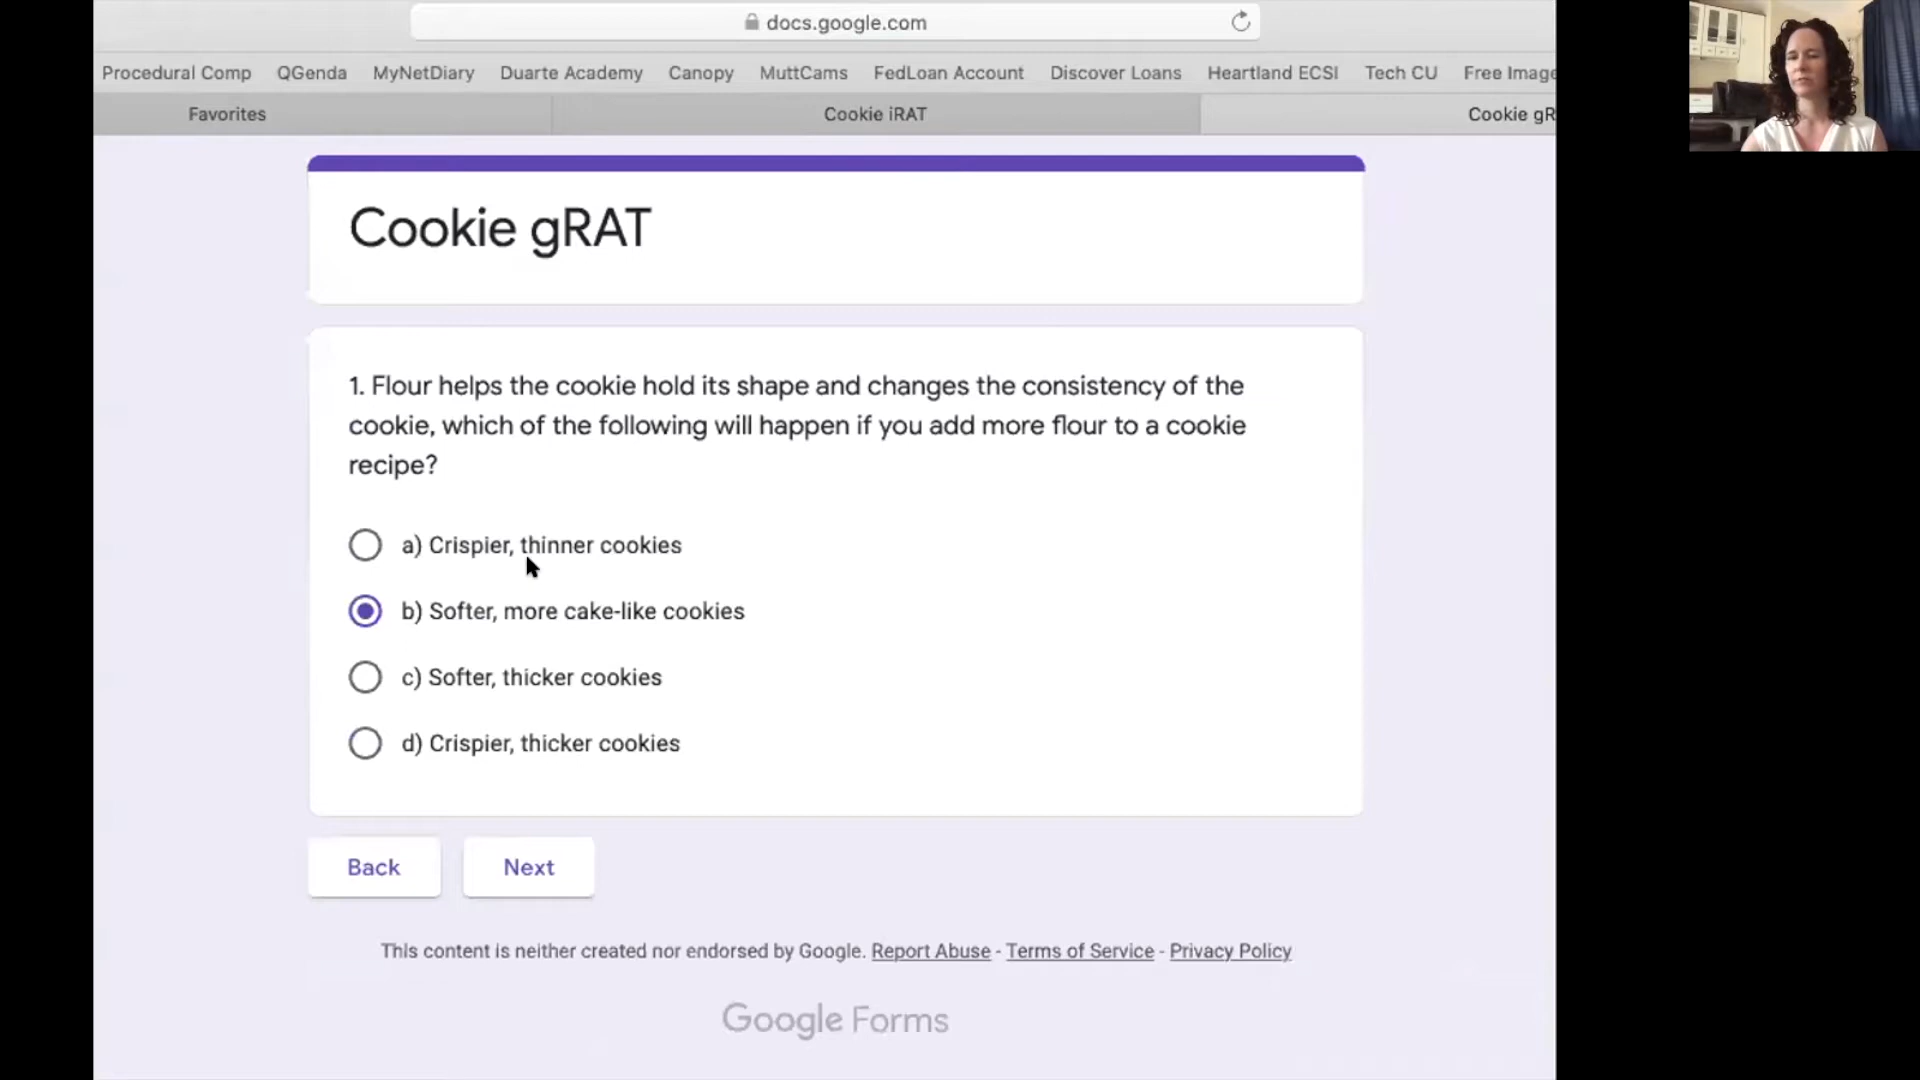 docs.google.com
Procedural Comp QGenda MyNetDiary Duarte Academy Canopy MuttCams FedLoan Account Discover Loans Heartland ECSI Tech CU Free Image
Favorites Cookie iRAT Cookie gR
Cookie gRAT
1. Flour helps the cookie hold its shape and changes the consistency of the
cookie, which of the following will happen if you add more flour to a cookie
recipe?
a) Crispier, thinner cookies
b) Softer, more cake-like cookies
c) Softer, thicker cookies
d) Crispier, thicker cookies
Back Next
This content is neither created nor endorsed by Google. Report Abuse - Terms of Service - Privacy Policy
Google Forms